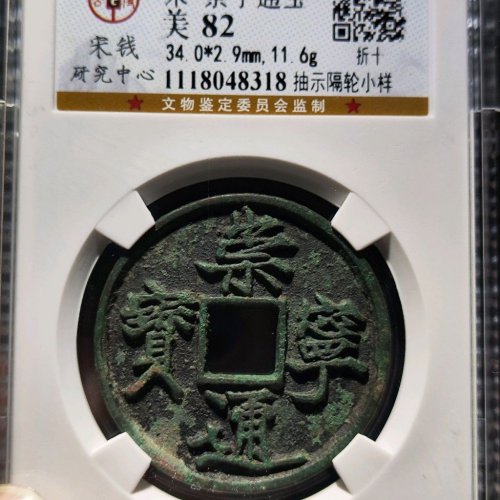 美 82
宋钱
34.0*2.9mm,11.6g
折十
研究中心
1118048318 抽示隔轮小样
文物鉴定委员会监制
崇
寧
通
寶